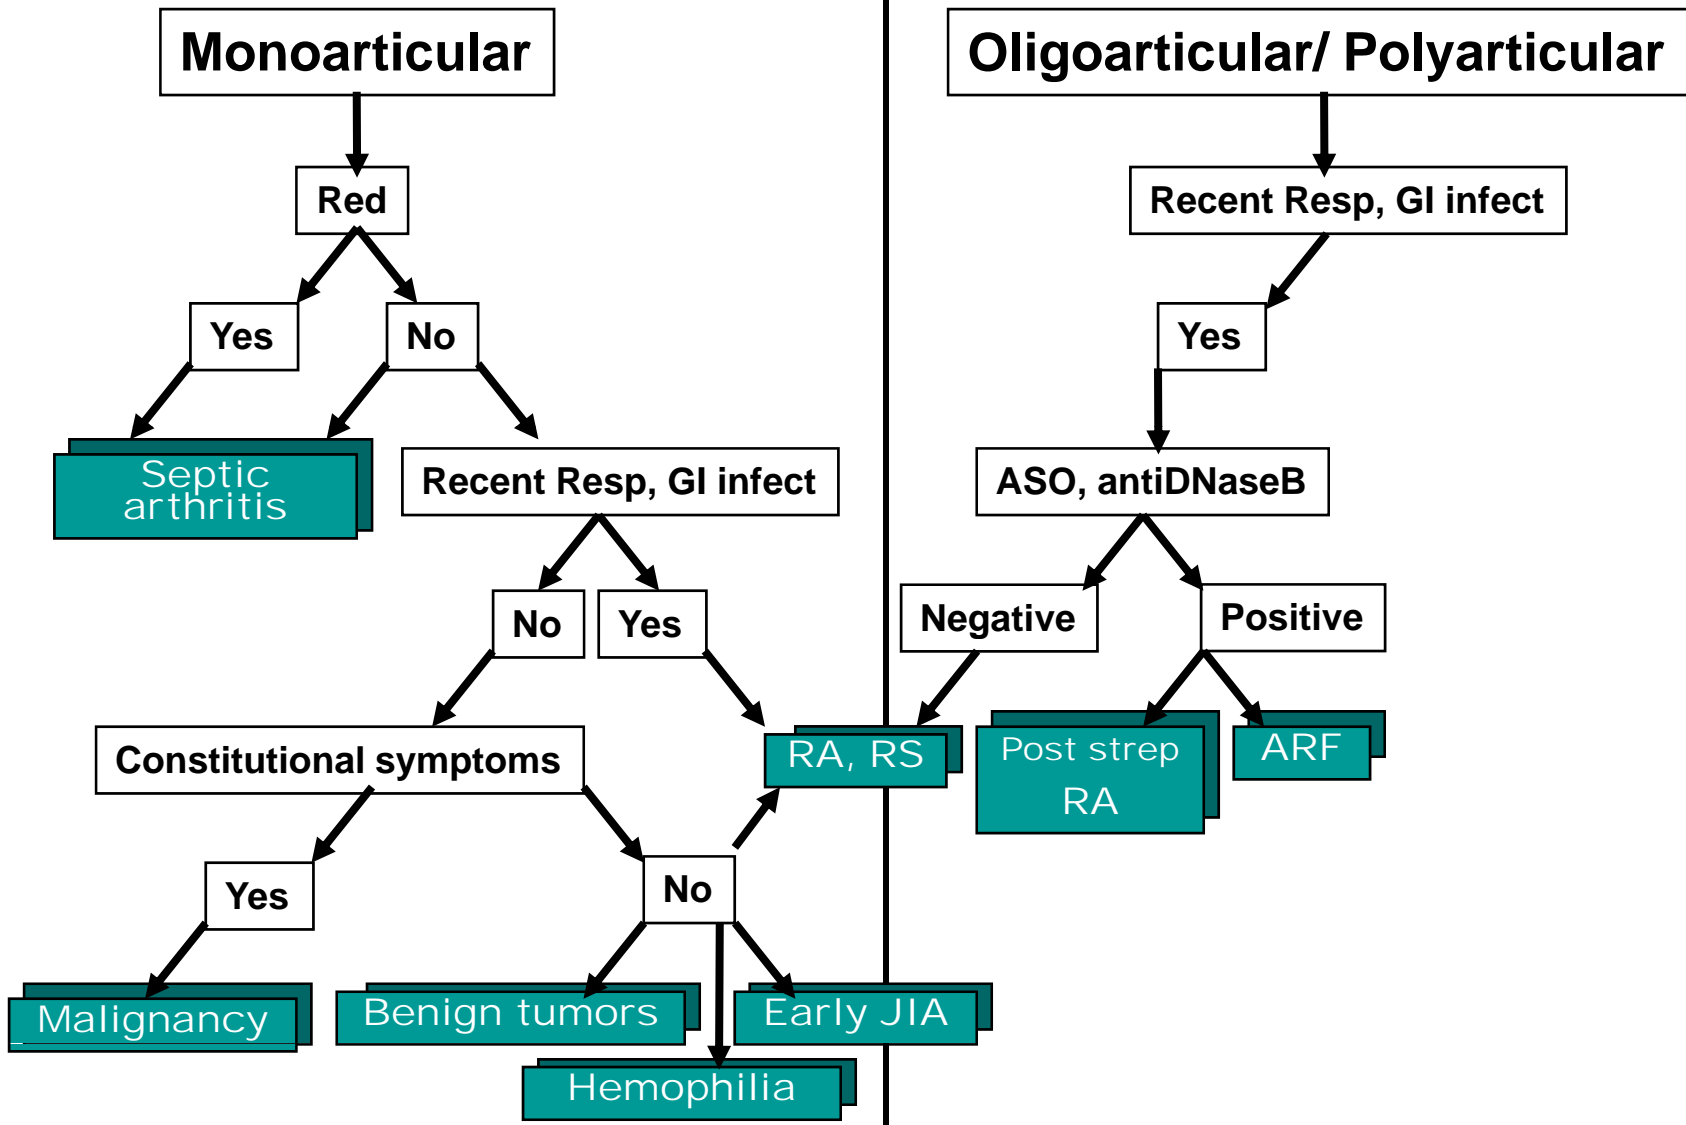 Monoarticular
Oligoarticular/ Polyarticular
Red
Recent Resp, GI infect
Yes
No
Yes
Septic
arthritis
Recent Resp, GI infect
ASO, antiDNaseB
No
Yes
Negative
Positive
Constitutional symptoms
RA, RS
Post strep
RA
ARF
Yes
No
Malignancy
Benign tumors
Early JIA
Hemophilia